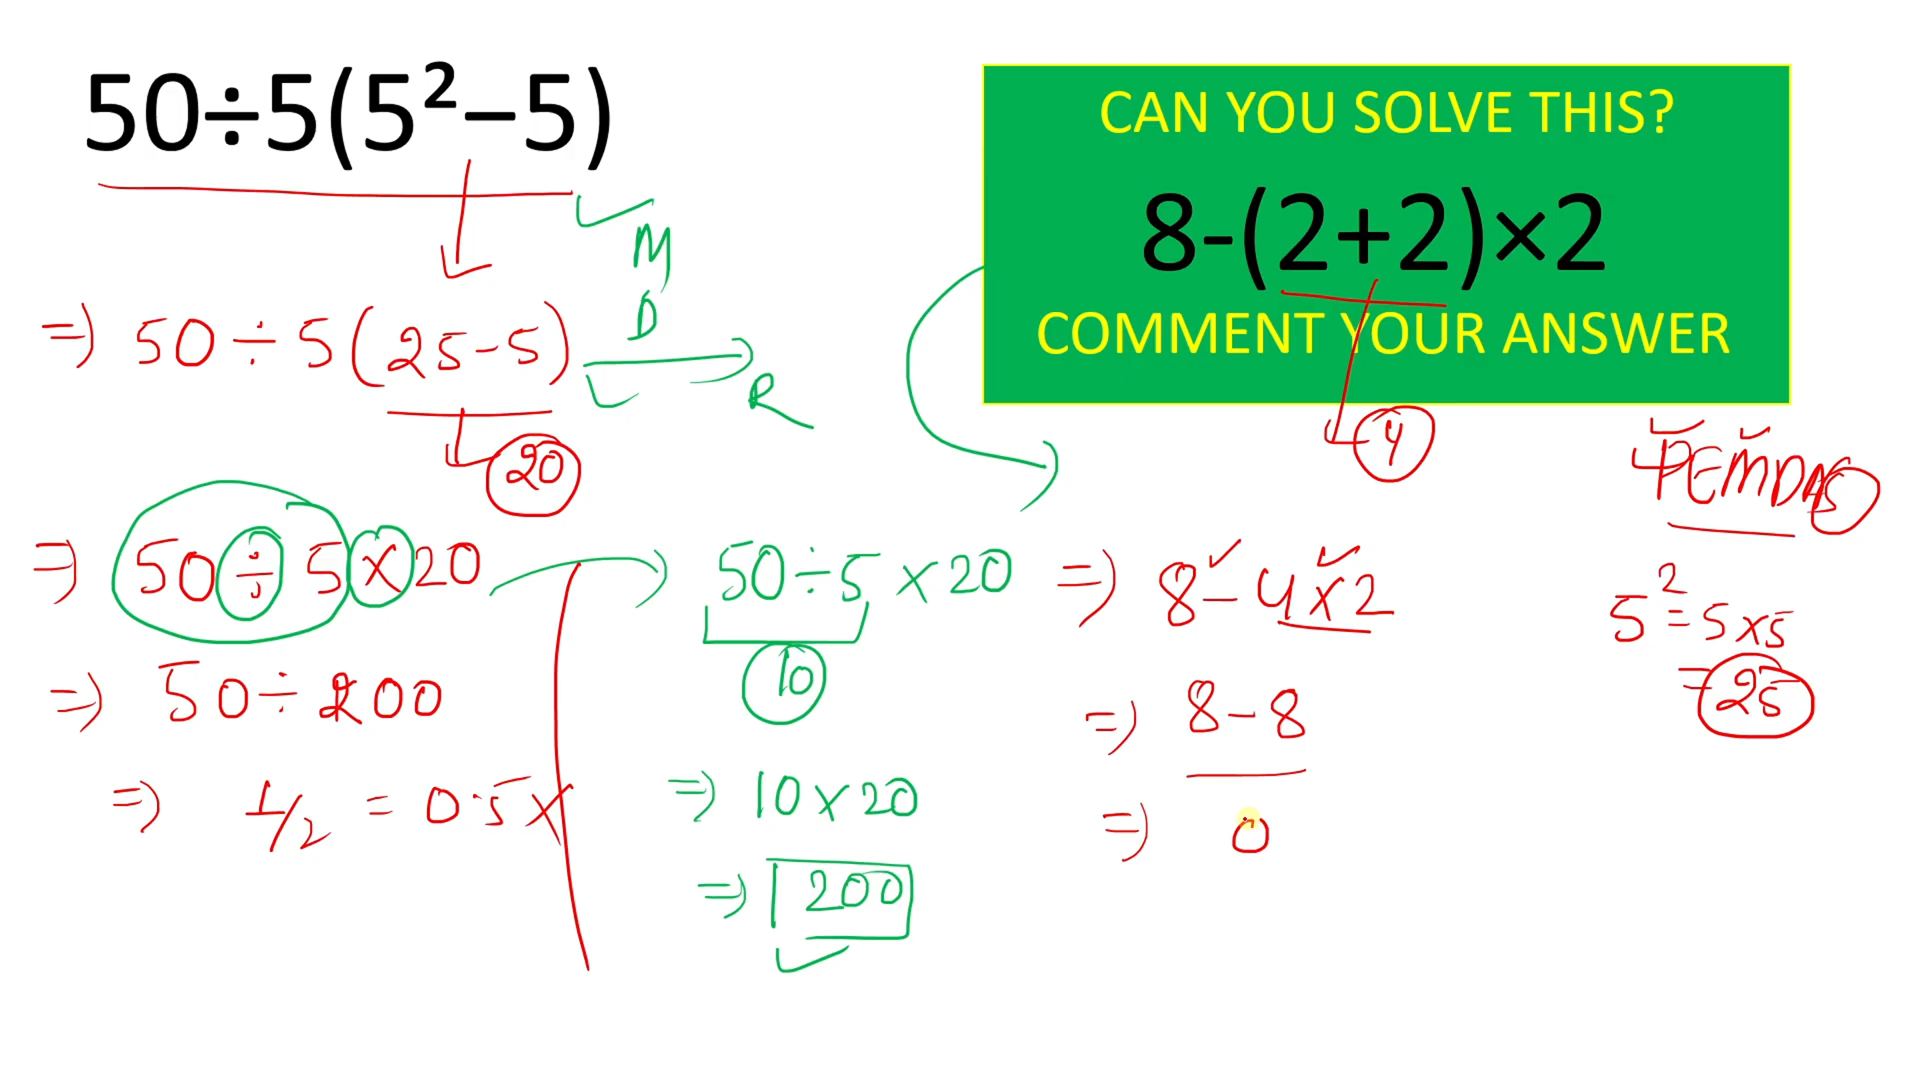 50÷5(5²–5)
M
D
R
⇒ 50 ÷ 5 (25 - 5)
20
⇒ 50 ÷ 5 × 20
⇒ 50 ÷ 200
⇒ 1/2 = 0.5 ×
50 ÷ 5 × 20
10
⇒ 10 × 20
⇒ 200
CAN YOU SOLVE THIS?
8-(2+2)×2
COMMENT YOUR ANSWER
4
⇒ 8 - 4 × 2
⇒ 8 - 8
⇒ 0
PEMDAS
5² = 5 × 5
= 25